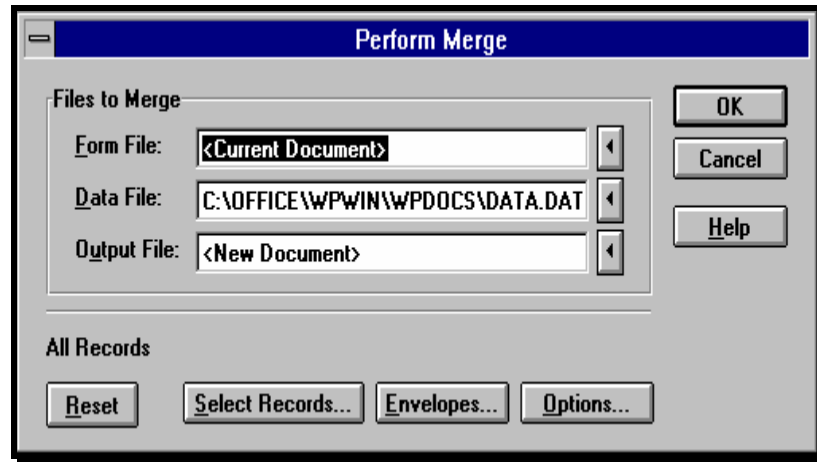 Perform Merge
Files to Merge
Form File: <Current Document>
Data File: C:\OFFICE\WPWIN\WPDOCS\DATA.DAT
Output File: <New Document>
OK
Cancel
Help
All Records
Reset Select Records... Envelopes... Options...